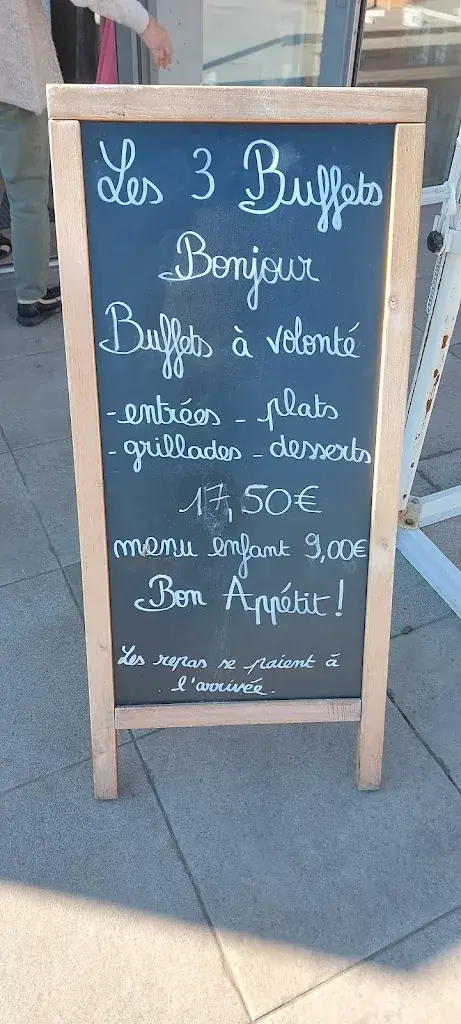 Les 3 Buffets
Bonjour
Buffets à volonté
- entrées - plats
- grillades - desserts
17,50€
menu enfant 9,00€
Bon Appétit !
Les repas se paient à
l'arrivée.